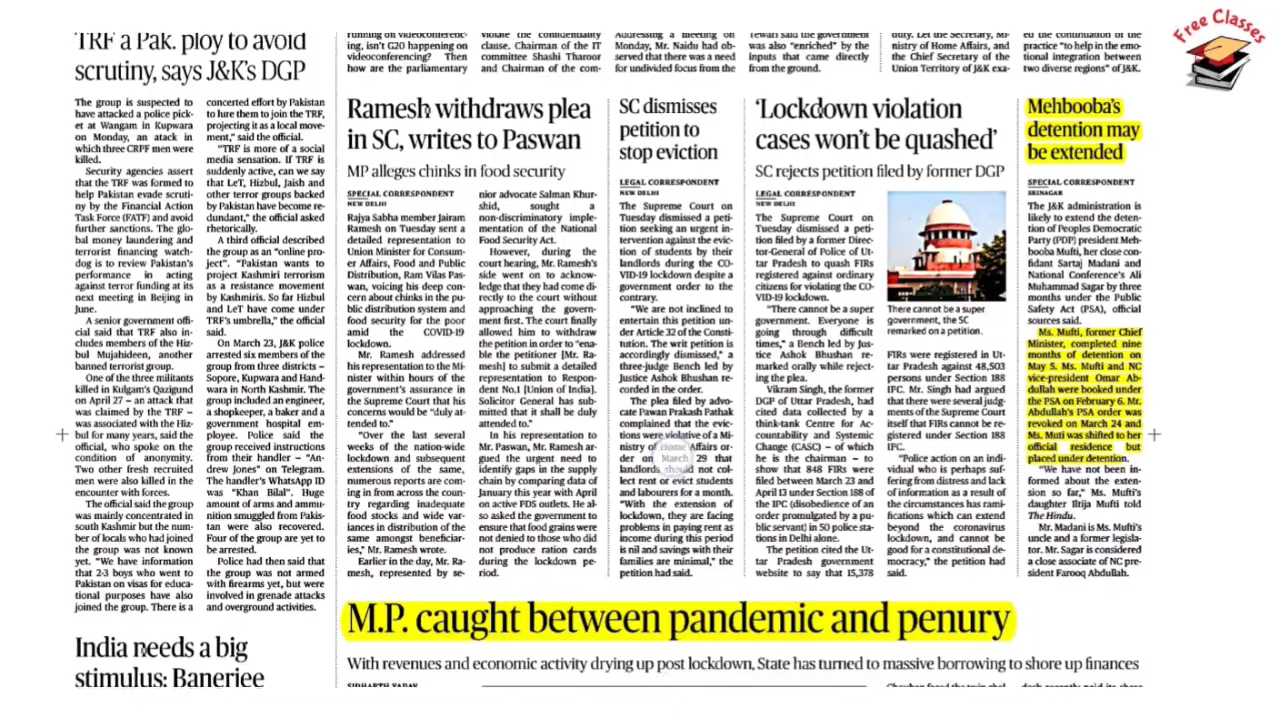 Free Classes
TRF a Pak. ploy to avoid
scrutiny, says J&K's DGP
The group is suspected to
have attacked a police pick-
et at Wangam in Kupwara
on Monday, an atack in
which three CRPF men were
killed.
Security agencies assert
that the TRF was formed to
help Pakistan evade scruti-
ny by the Financial Action
Task Force (FATF) and avoid
further sanctions. The glo-
bal money laundering and
terrorist financing watch-
dog is to review Pakistan's
performance in acting
against terror funding at its
next meeting in Beijing in
June.
A senior government offi-
cial said that TRF also in-
cludes members of the Hiz-
bul Mujahideen, another
banned terrorist group.
One of the three militants
killed in Kulgam's Qazigund
on April 27 – an attack that
was claimed by the TRF –
was associated with the Hiz-
bul for many years, said the
official, who spoke on the
condition of anonymity.
Two other fresh recruited
men were also killed in the
encounter with forces.
The official said the group
was mainly concentrated in
south Kashmir but the num-
ber of locals who had joined
the group was not known
yet. "We have information
that 2-3 boys who went to
Pakistan on visas for educa-
tional purposes have also
joined the group. There is a
concerted effort by Pakistan
to lure them to join the TRF,
projecting it as a local move-
ment," said the official.
"TRF is more of a social
media sensation. If TRF is
suddenly active, can we say
that LeT, Hizbul, Jaish and
other terror groups backed
by Pakistan have become re-
dundant," the official asked
rhetorically.
A third official described
the group as an "online pro-
ject". "Pakistan wants to
project Kashmiri terrorism
as a resistance movement
by Kashmiris. So far Hizbul
and LeT have come under
TRF's umbrella," the official
said.
On March 23, J&K police
arrested six members of the
group from three districts –
Sopore, Kupwara and Hand-
wara in North Kashmir. The
group included an engineer,
a shopkeeper, a baker and a
government hospital em-
ployee. Police said the
group received instructions
from their handler – "An-
drew Jones" on Telegram.
The handler's WhatsApp ID
was "Khan Bilal". Huge
amount of arms and ammu-
nition smuggled from Pakis-
tan were also recovered.
Four of the group are yet to
be arrested.
Police had then said that
the group was not armed
with firearms yet, but were
involved in grenade attacks
and overground activities.
India needs a big
stimulus: Banerjee
running on videoconferenc-
ing, isn't G20 happening on
videoconferencing? Then
how are the parliamentary
violate the confidentiality
clause. Chairman of the IT
committee Shashi Tharoor
and Chairman of the com-
Addressing a meeting on
Monday, Mr. Naidu had ob-
served that there was a need
for undivided focus from the
Tewari said the government
was also "enriched" by the
inputs that came directly
from the ground.
duty. Let the Secretary, Mi-
nistry of Home Affairs, and
the Chief Secretary of the
Union Territory of J&K exa-
ed the continuation of the
practice "to help in the emo-
tional integration between
two diverse regions" of J&K.
Ramesh withdraws plea
in SC, writes to Paswan
MP alleges chinks in food security
SPECIAL CORRESPONDENT
NEW DELHI
Rajya Sabha member Jairam
Ramesh on Tuesday sent a
detailed representation to
Union Minister for Consum-
er Affairs, Food and Public
Distribution, Ram Vilas Pas-
wan, voicing his deep con-
cern about chinks in the pu-
blic distribution system and
food security for the poor
amid the COVID-19
lockdown.
Mr. Ramesh addressed
his representation to the Mi-
nister within hours of the
government's assurance in
the Supreme Court that his
concerns would be "duly at-
tended to."
"Over the last several
weeks of the nation-wide
lockdown and subsequent
extensions of the same,
numerous reports are com-
ing in from across the coun-
try regarding inadequate
food stocks and wide var-
iances in distribution of the
same amongst beneficiar-
ies," Mr. Ramesh wrote.
Earlier in the day, Mr. Ra-
mesh, represented by se-
nior advocate Salman Khur-
shid, sought a
non-discriminatory imple-
mentation of the National
Food Security Act.
However, during the
court hearing, Mr. Ramesh's
side went on to acknow-
ledge that they had come di-
rectly to the court without
approaching the govern-
ment first. The court finally
allowed him to withdraw
the petition in order to "ena-
ble the petitioner [Mr. Ra-
mesh] to submit a detailed
representation to Respon-
dent No.1 [Union of India].
Solicitor General has sub-
mitted that it shall be duly
attended to."
In his representation to
Mr. Paswan, Mr. Ramesh ar-
gued the urgent need to
identify gaps in the supply
chain by comparing data of
January this year with April
on active PDS outlets. He al-
so asked the government to
ensure that food grains were
not denied to those who did
not produce ration cards
during the lockdown pe-
riod.
SC dismisses
petition to
stop eviction
LEGAL CORRESPONDENT
NEW DELHI
The Supreme Court on
Tuesday dismissed a peti-
tion seeking an urgent in-
tervention against the evic-
tion of students by their
landlords during the CO-
VID-19 lockdown despite a
government order to the
contrary.
"We are not inclined to
entertain this petition un-
der Article 32 of the Consti-
tution. The writ petition is
accordingly dismissed," a
three-judge Bench led by
Justice Ashok Bhushan re-
corded in the order.
The plea filed by advo-
cate Pawan Prakash Pathak
complained that the evic-
tions were violative of a Mi-
nistry of Home Affairs or-
der on March 29 that
landlords should not col-
lect rent or evict students
and labourers for a month.
"With the extension of
lockdown, they are facing
problems in paying rent as
income during this period
is nil and savings with their
families are minimal," the
petition had said.
'Lockdown violation
cases won't be quashed'
SC rejects petition filed by former DGP
LEGAL CORRESPONDENT
NEW DELHI
The Supreme Court on
Tuesday dismissed a peti-
tion filed by a former Direc-
tor-General of Police of Ut-
tar Pradesh to quash FIRs
registered against ordinary
citizens for violating the CO-
VID-19 lockdown.
"There cannot be a super
government. Everyone is
going through difficult
times," a Bench led by Jus-
tice Ashok Bhushan re-
marked orally while reject-
ing the plea.
Vikram Singh, the former
DGP of Uttar Pradesh, had
cited data collected by a
think-tank Centre for Ac-
countability and Systemic
Change (CASC) – of which
he is the chairman – to
show that 848 FIRs were
filed between March 23 and
April 13 under Section 188 of
the IPC (disobedience of an
order promulgated by a pu-
blic servant) in 50 police sta-
tions in Delhi alone.
The petition cited the Ut-
tar Pradesh government
website to say that 15,378
There cannot be a super
government, the SC
remarked on a petition.
FIRs were registered in Ut-
tar Pradesh against 48,503
persons under Section 188
IPC. Mr. Singh had argued
that there were several judg-
ments of the Supreme Court
itself that FIRs cannot be re-
gistered under Section 188
IPC.
"Police action on an indi-
vidual who is perhaps suf-
fering from distress and lack
of information as a result of
the circumstances has rami-
fications which can extend
beyond the coronavirus
lockdown, and cannot be
good for a constitutional de-
mocracy," the petition had
said.
Mehbooba's
detention may
be extended
SPECIAL CORRESPONDENT
SRINAGAR
The J&K administration is
likely to extend the deten-
tion of Peoples Democratic
Party (PDP) president Meh-
booba Mufti, her close con-
fidant Sartaj Madani and
National Conference's Ali
Muhammad Sagar by three
months under the Public
Safety Act (PSA), official
sources said.
Ms. Mufti, former Chief
Minister, completed nine
months of detention on
May 5. Ms. Mufti and NC
vice-president Omar Ab-
dullah were booked under
the PSA on February 6. Mr.
Abdullah's PSA order was
revoked on March 24 and
Ms. Muti was shifted to her
official residence but
placed under detention.
"We have not been in-
formed about the exten-
sion so far," Ms. Mufti's
daughter Iltija Mufti told
The Hindu.
Mr. Madani is Ms. Mufti's
uncle and a former legisla-
tor. Mr. Sagar is considered
a close associate of NC pre-
sident Farooq Abdullah.
M.P. caught between pandemic and penury
With revenues and economic activity drying up post lockdown, State has turned to massive borrowing to shore up finances
SIDHARTH YADAV